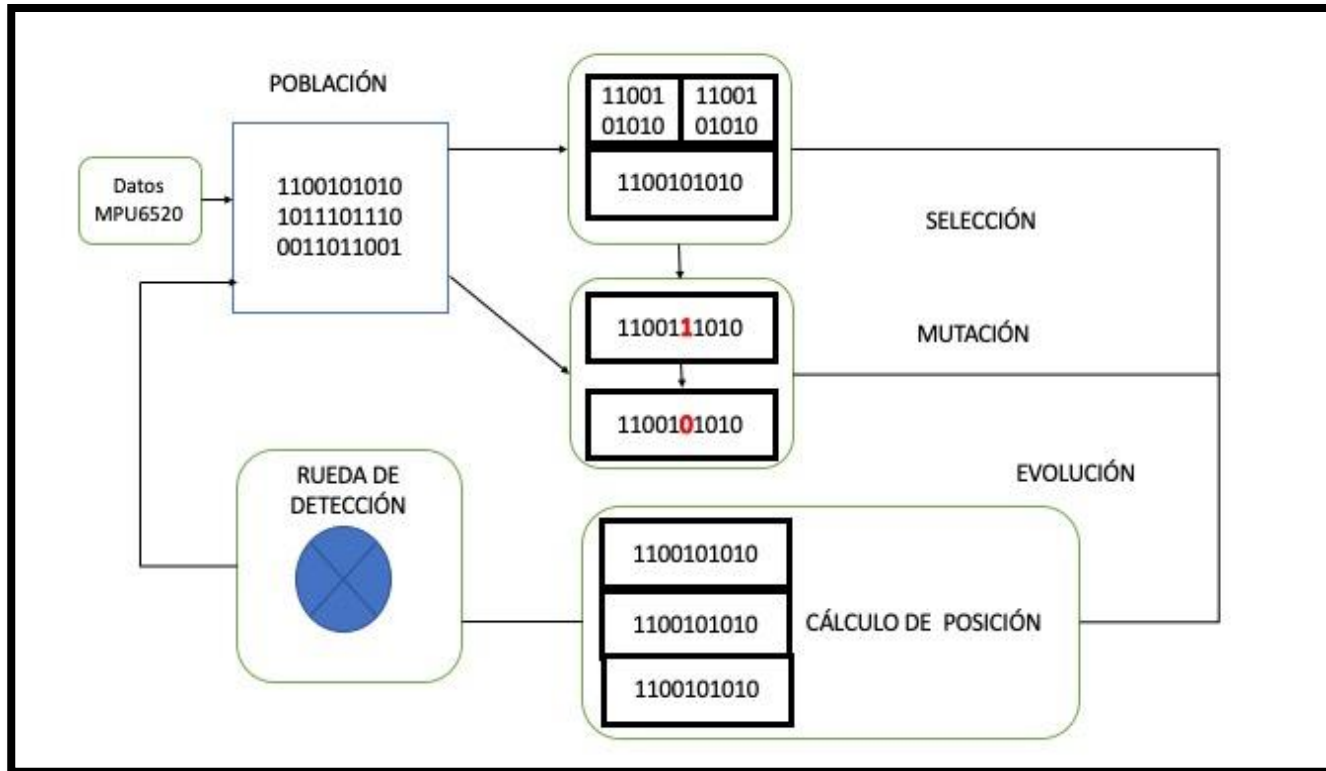 POBLACIÓN
Datos
MPU6520
1100101010
1011101110
0011011001
11001
01010
11001
01010
1100101010
SELECCIÓN
1100111010
1100101010
MUTACIÓN
EVOLUCIÓN
RUEDA DE
DETECCIÓN
1100101010
1100101010
1100101010
CÁLCULO DE POSICIÓN